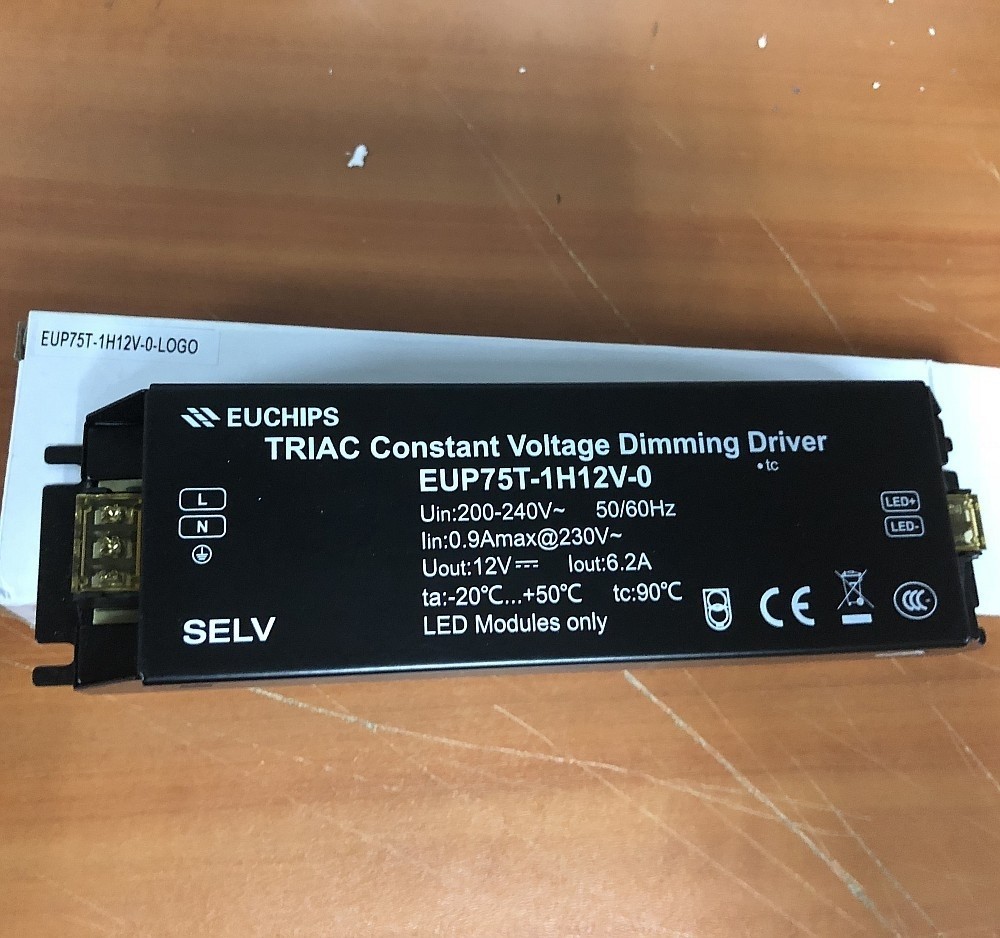 EUP75T-1H12V-0-LOGO
EUCHIPS
TRIAC Constant Voltage Dimming Driver
•tc
EUP75T-1H12V-0
L
N
Uin:200-240V~ 50/60Hz
Iin:0.9Amax@230V~
Uout:12V⎓ Iout:6.2A
ta:-20℃...+50℃ tc:90℃
LED Modules only
SELV
LED+
LED-
CE
CCC